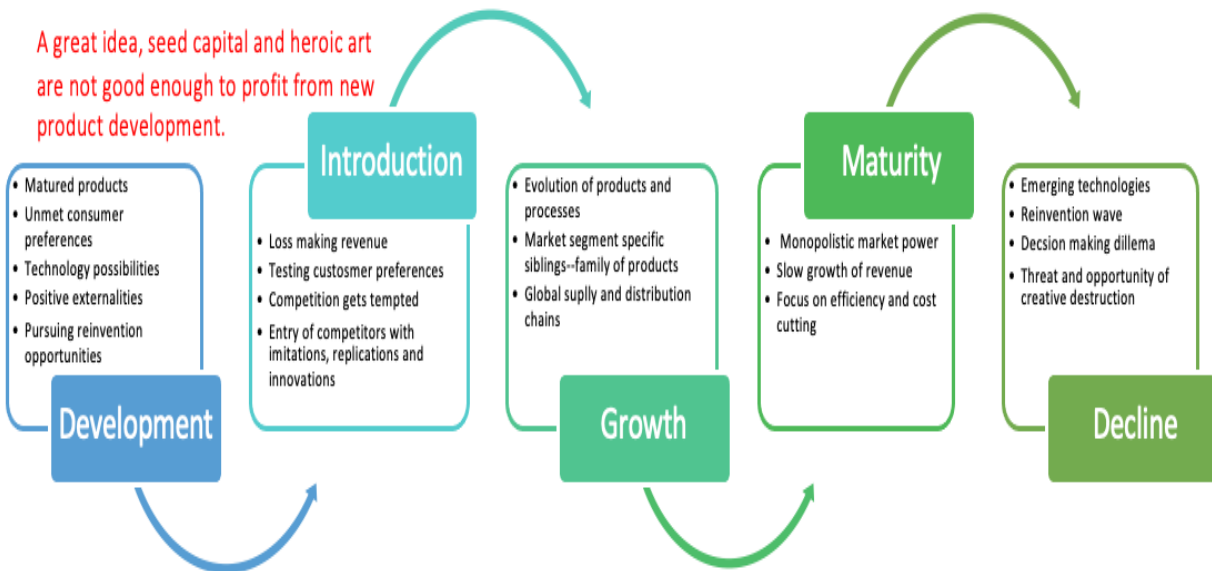 A great idea, seed capital and heroic art
are not good enough to profit from new
product development.
• Matured products
• Unmet consumer
preferences
• Technology possibilities
• Positive externalities
• Pursuing reinvention
opportunities
Development
Introduction
• Loss making revenue
• Testing custsomer preferences
• Competition gets tempted
• Entry of competitors with
imitations, replications and
innovations
• Evolution of products and
processes
• Market segment specific
siblings--family of products
• Global suplly and distribution
chains
Growth
Maturity
• Monopolistic market power
• Slow growth of revenue
• Focus on efficiency and cost
cutting
• Emerging technologies
• Reinvention wave
• Decsion making dillema
• Threat and opportunity of
creative destruction
Decline